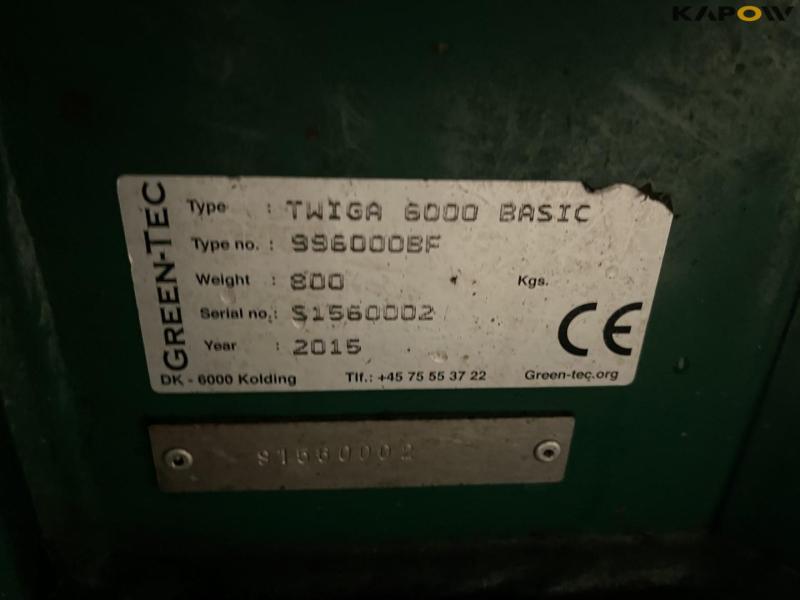 KAPOW
GREEN-TEC
Type : TWIGA 6000 BASIC
Type no. : 996000BF
Weight : 800 Kgs.
Serial no. : S1560002
Year : 2015
CE
DK - 6000 Kolding Tlf.: +45 75 55 37 22 Green-tec.org
S1560002